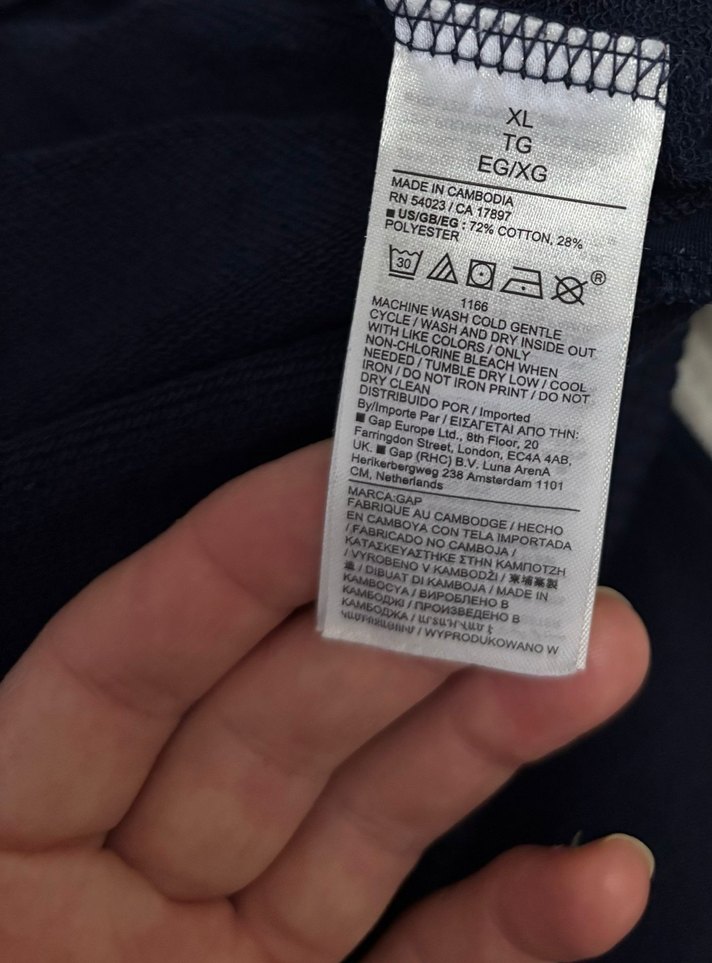 XL
TG
EG/XG
MADE IN CAMBODIA
RN 54023 / CA 17897
■ US/GB/EG : 72% COTTON, 28%
POLYESTER
30
®
1166
MACHINE WASH COLD GENTLE
CYCLE / WASH AND DRY INSIDE OUT
WITH LIKE COLORS / ONLY
NON-CHLORINE BLEACH WHEN
NEEDED / TUMBLE DRY LOW / COOL
IRON / DO NOT IRON PRINT / DO NOT
DRY CLEAN
DISTRIBUIDO POR / Imported
By/Importe Par / ΕΙΣΑΓΕΤΑΙ ΑΠΟ ΤΗΝ:
■ Gap Europe Ltd., 8th Floor, 20
Farringdon Street, London, EC4A 4AB,
UK. ■ Gap (RHC) B.V. Luna ArenA
Herikerbergweg 238 Amsterdam 1101
CM, Netherlands
MARCA:GAP
FABRIQUE AU CAMBODGE / HECHO
EN CAMBOYA CON TELA IMPORTADA
/ FABRICADO NO CAMBOJA /
ΚΑΤΑΣΚΕΥΑΣΤΗΚΕ ΣΤΗΝ ΚΑΜΠΟΤΖΗ
/ VYROBENO V KAMBODŽI / 柬埔寨製
造 / DIBUAT DI KAMBOJA / MADE IN
КАМБОСУА / ВИРОБЛЕНО В
КАМБОДЖІ / ПРОИЗВЕДЕНО В
КАМБОДЖА / ԱՐՏԱԴՎԱԾ Է
/ WYPRODUKOWANO W